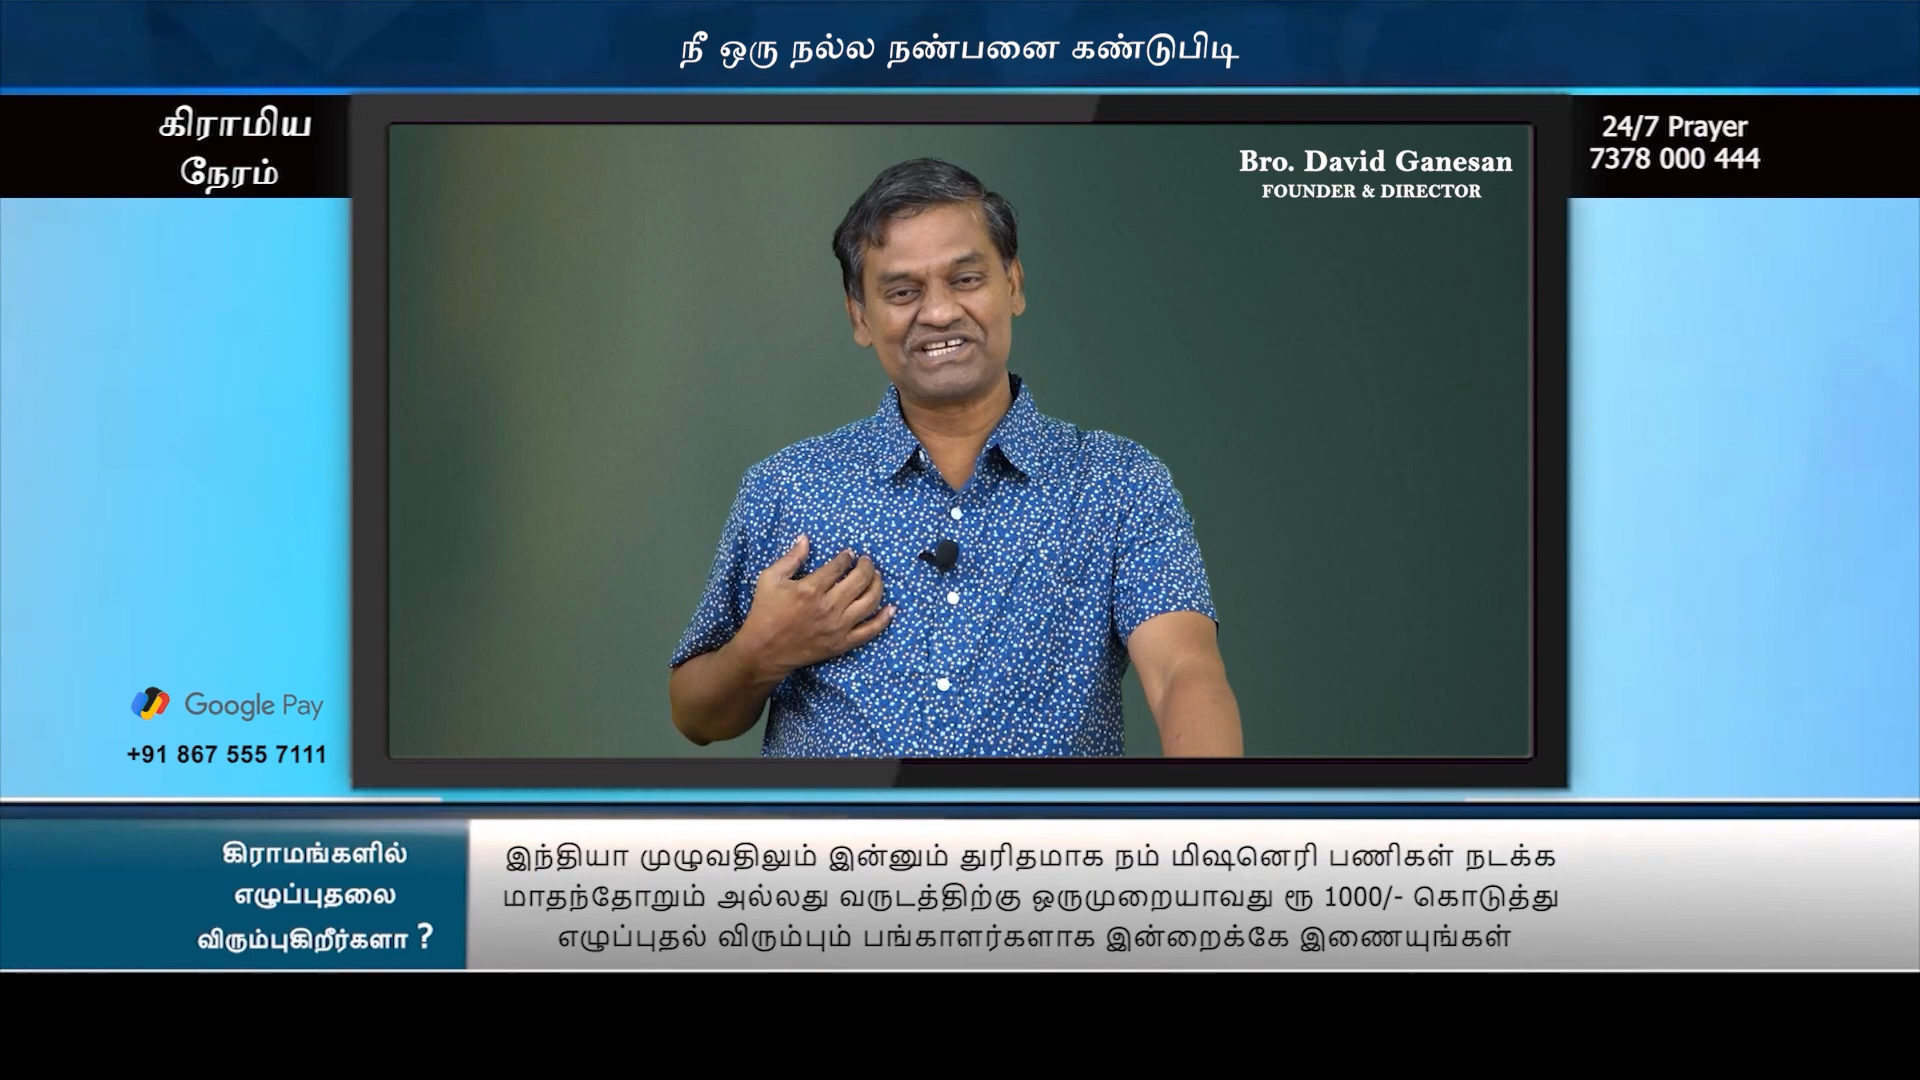 நீ ஒரு நல்ல நண்பனை கண்டுபிடி
கிராமிய
நேரம்
24/7 Prayer
7378 000 444
Bro. David Ganesan
FOUNDER & DIRECTOR
Google Pay
+91 867 555 7111
கிராமங்களில்
எழுப்புதலை
விரும்புகிறீர்களா ?
இந்தியா முழுவதிலும் இன்னும் துரிதமாக நம் மிஷனெரி பணிகள் நடக்க
மாதந்தோறும் அல்லது வருடத்திற்கு ஒருமுறையாவது ரூ 1000/- கொடுத்து
எழுப்புதல் விரும்பும் பங்காளர்களாக இன்றைக்கே இணையுங்கள்